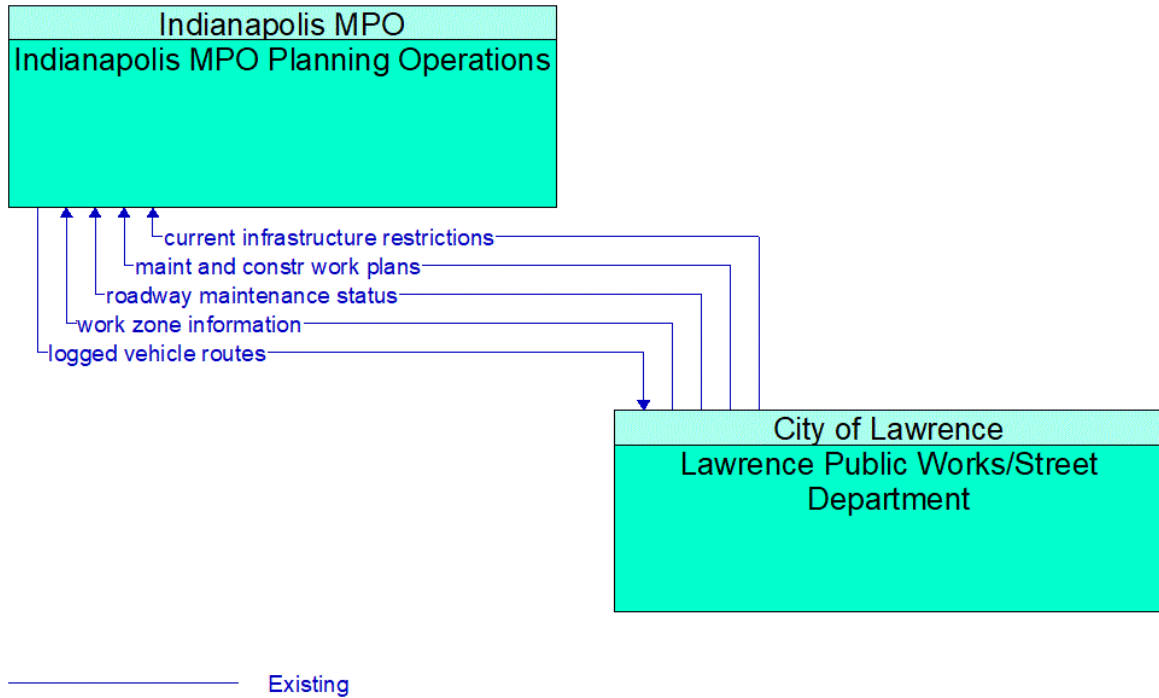 Indianapolis MPO
Indianapolis MPO Planning Operations
current infrastructure restrictions
maint and constr work plans
roadway maintenance status
work zone information
logged vehicle routes
City of Lawrence
Lawrence Public Works/Street
Department
Existing